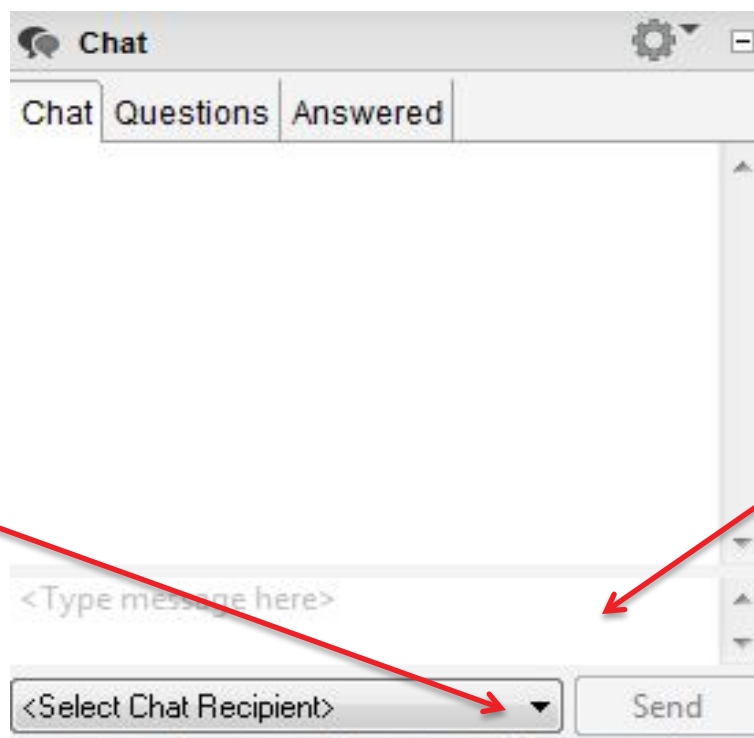 Chat
Chat Questions Answered
<Type message here>
<Select Chat Recipient> Send